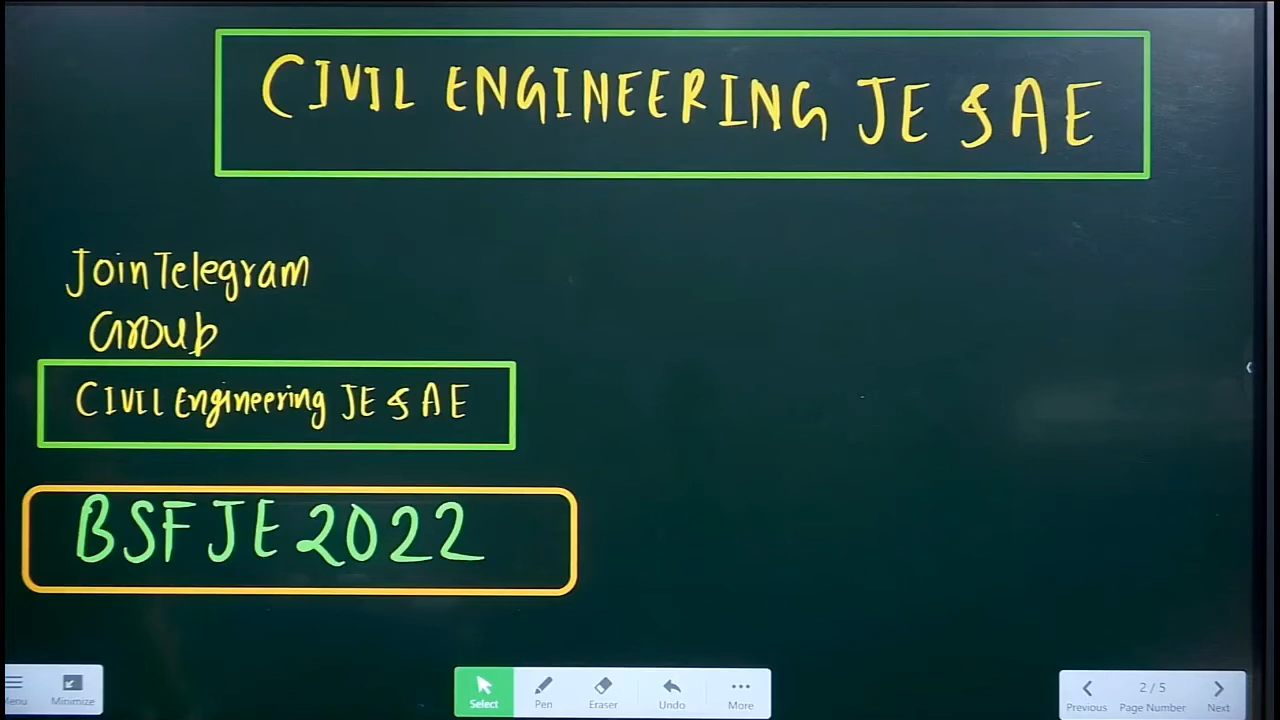 CIVIL ENGINEERING JE & AE
Join Telegram
Group
CIVIL Engineering JE & AE
BSF JE 2022
Menu
Minimize
Select
Pen
Eraser
Undo
More
Previous
2 / 5
Page Number
Next